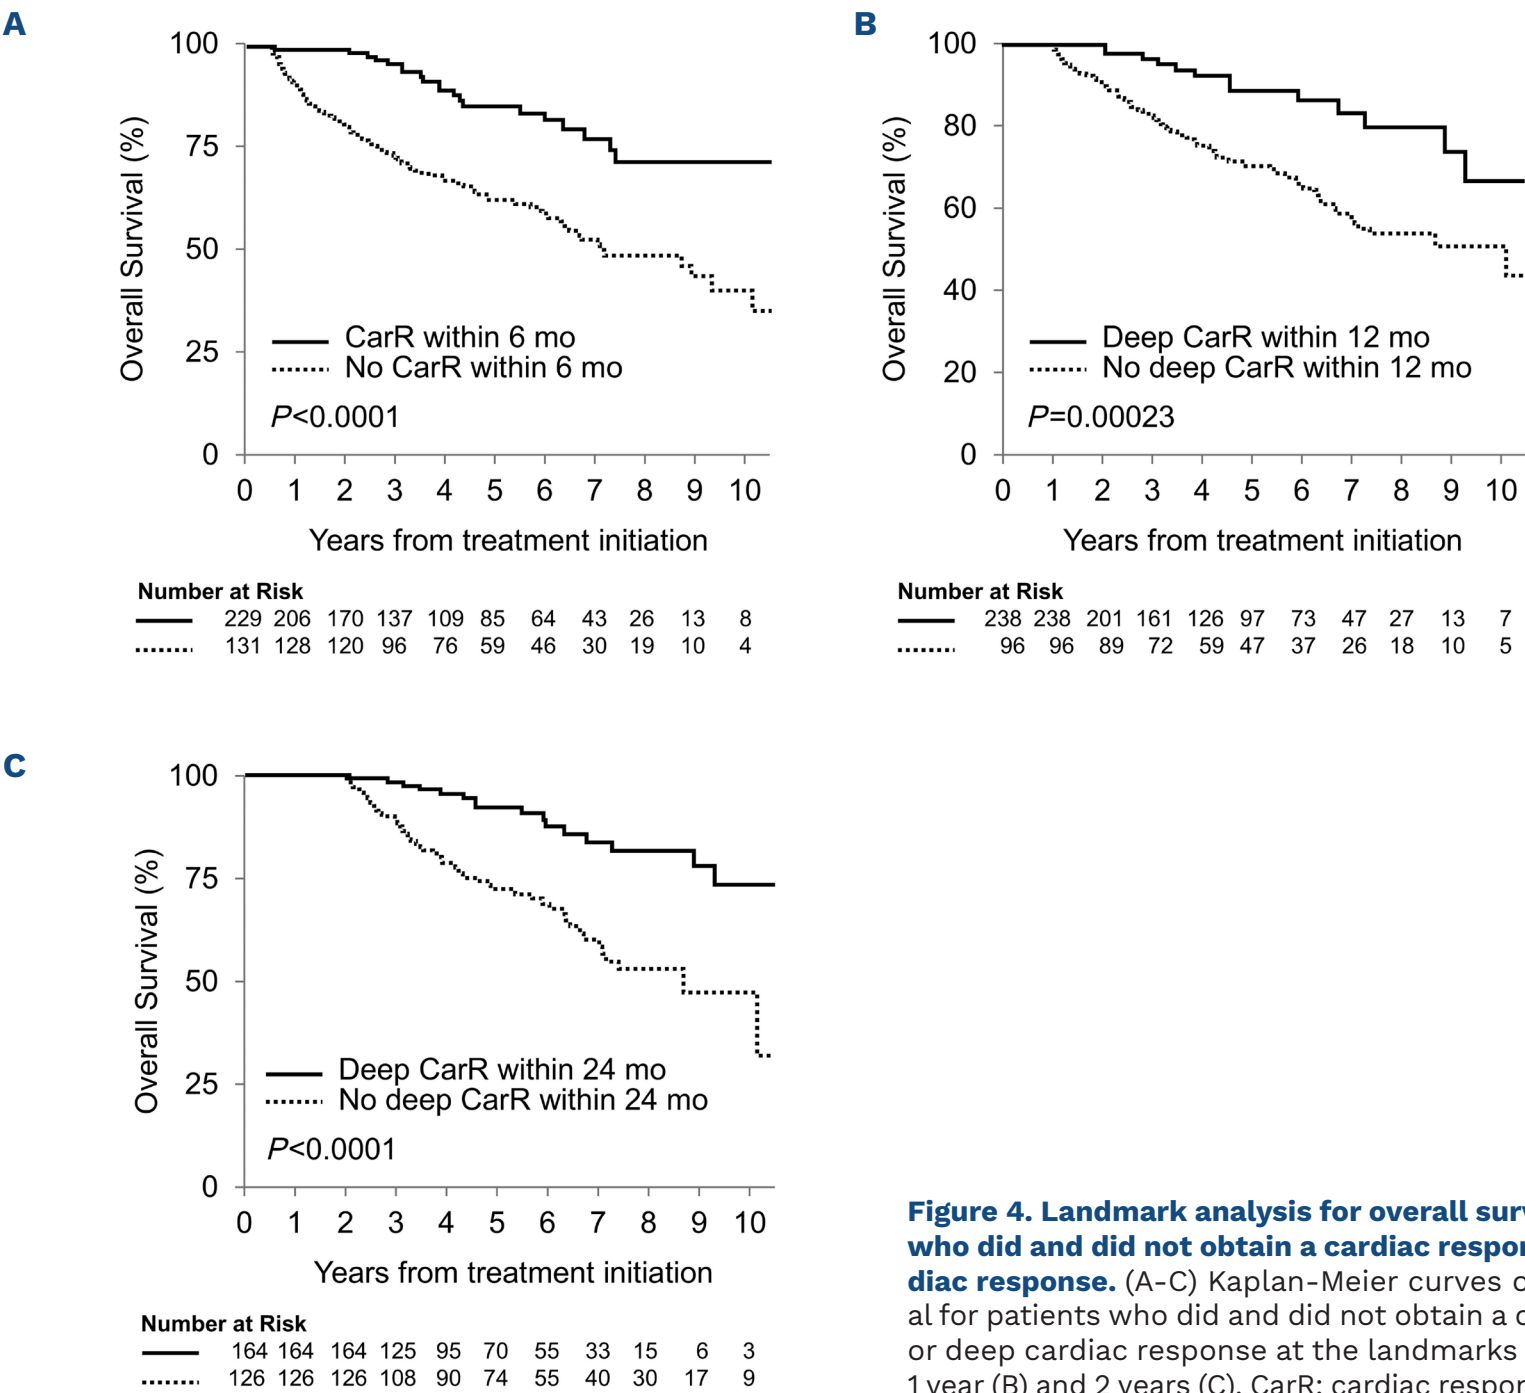 A
100
75
50
25
0
Overall Survival (%)
CarR within 6 mo
No CarR within 6 mo
P<0.0001
0 1 2 3 4 5 6 7 8 9 10
Years from treatment initiation
Number at Risk
229 206 170 137 109 85 64 43 26 13 8
131 128 120 96 76 59 46 30 19 10 4
B
100
80
60
40
20
0
Overall Survival (%)
Deep CarR within 12 mo
No deep CarR within 12 mo
P=0.00023
0 1 2 3 4 5 6 7 8 9 10
Years from treatment initiation
Number at Risk
238 238 201 161 126 97 73 47 27 13 7
96 96 89 72 59 47 37 26 18 10 5
C
100
75
50
25
0
Overall Survival (%)
Deep CarR within 24 mo
No deep CarR within 24 mo
P<0.0001
0 1 2 3 4 5 6 7 8 9 10
Years from treatment initiation
Number at Risk
164 164 164 125 95 70 55 33 15 6 3
126 126 126 108 90 74 55 40 30 17 9
Figure 4. Landmark analysis for overall
who did and did not obtain a cardiac
diac response. (A-C) Kaplan-Meier curves
al for patients who did and did not obtain a
or deep cardiac response at the landmarks
1 year (B) and 2 years (C). CarR: cardiac